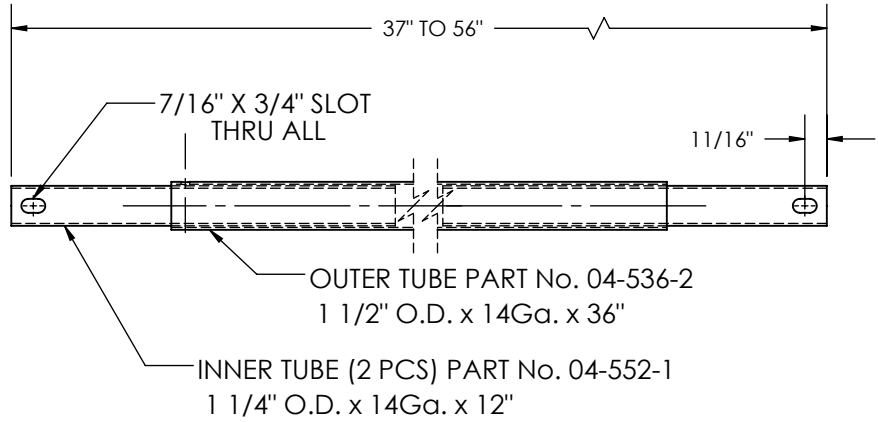 37" TO 56"
7/16" X 3/4" SLOT
THRU ALL
11/16"
OUTER TUBE PART No. 04-536-2
1 1/2" O.D. x 14Ga. x 36"
INNER TUBE (2 PCS) PART No. 04-552-1
1 1/4" O.D. x 14Ga. x 12"